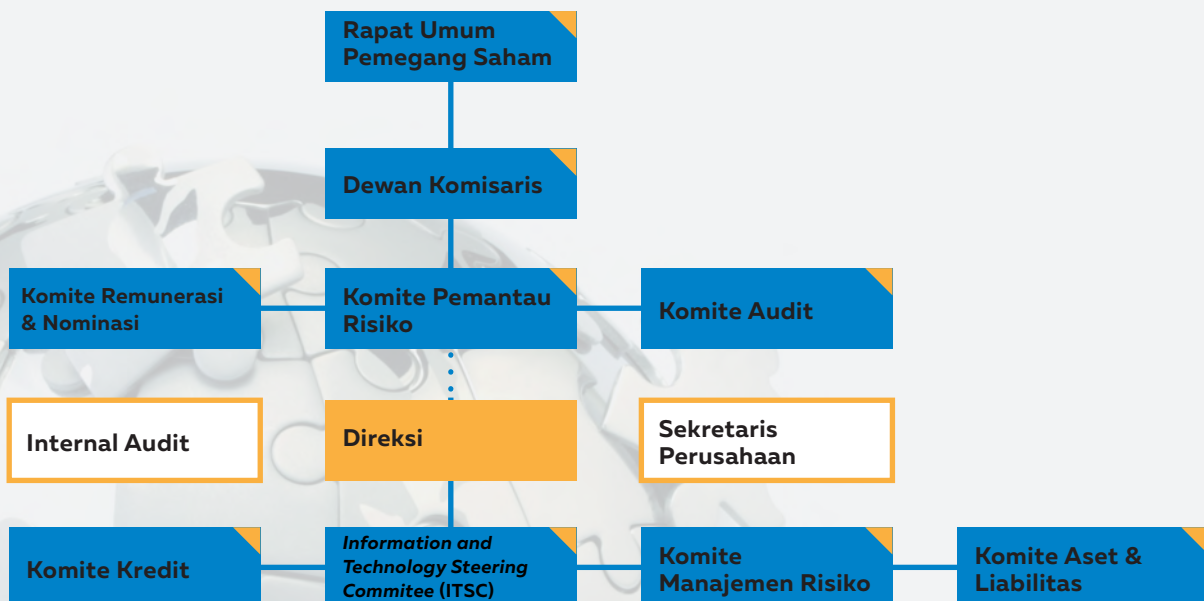 Rapat Umum
Pemegang Saham
Dewan Komisaris
Komite Remunerasi
& Nominasi
Komite Pemantau
Risiko
Komite Audit
Internal Audit
Direksi
Sekretaris
Perusahaan
Komite Kredit
Information and
Technology Steering
Commitee (ITSC)
Komite
Manajemen Risiko
Komite Aset &
Liabilitas